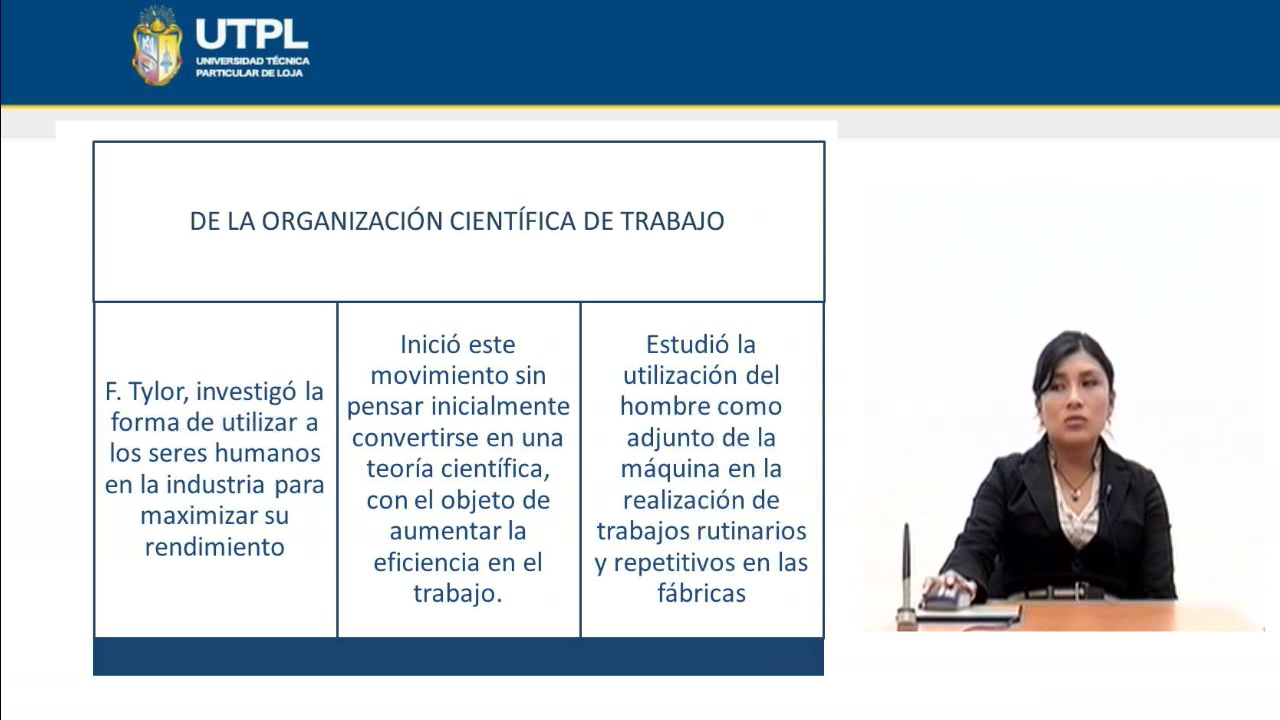 UTPL
UNIVERSIDAD TÉCNICA
PARTICULAR DE LOJA
DE LA ORGANIZACIÓN CIENTÍFICA DE TRABAJO
F. Tylor, investigó la
forma de utilizar a
los seres humanos
en la industria para
maximizar su
rendimiento
Inició este
movimiento sin
pensar inicialmente
convertirse en una
teoría científica,
con el objeto de
aumentar la
eficiencia en el
trabajo.
Estudió la
utilización del
hombre como
adjunto de la
máquina en la
realización de
trabajos rutinarios
y repetitivos en las
fábricas